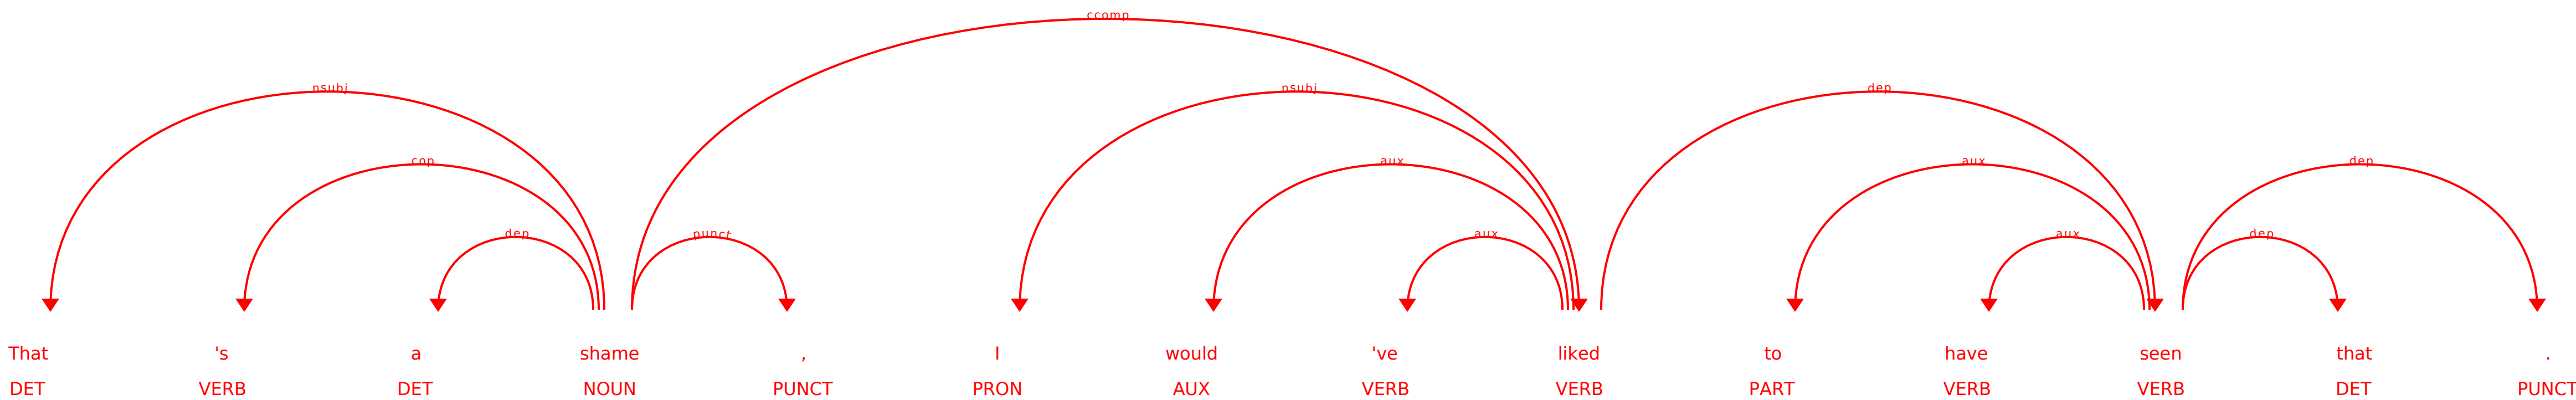 ccomp
nsubj nsubj dep
cop aux aux dep
dep punct aux aux dep
That 's a shame , I would 've liked to have seen that .
DET VERB DET NOUN PUNCT PRON AUX VERB VERB PART VERB VERB DET PUNCT